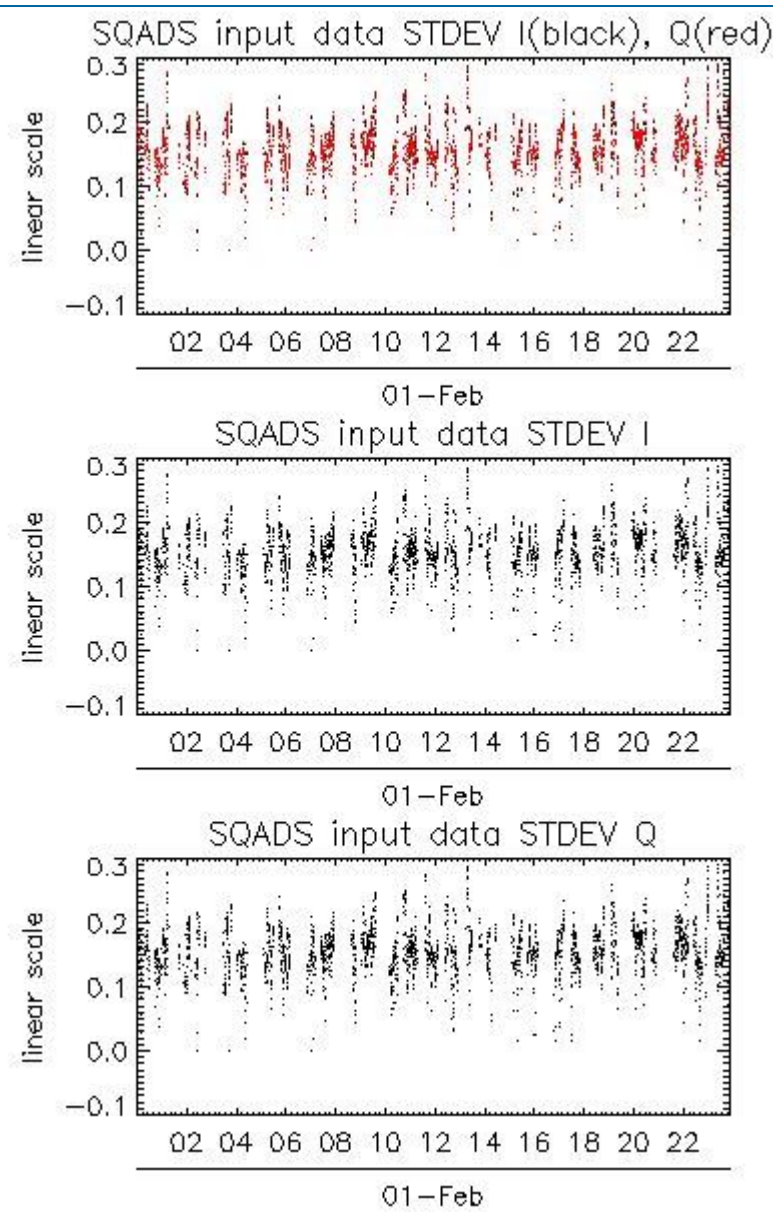 SQADS input data STDEV I(black), Q(red)
0.3
0.2
0.1
0.0
−0.1
linear scale
02 04 06 08 10 12 14 16 18 20 22
01−Feb
SQADS input data STDEV I
0.3
0.2
0.1
0.0
−0.1
linear scale
02 04 06 08 10 12 14 16 18 20 22
01−Feb
SQADS input data STDEV Q
0.3
0.2
0.1
0.0
−0.1
linear scale
02 04 06 08 10 12 14 16 18 20 22
01−Feb